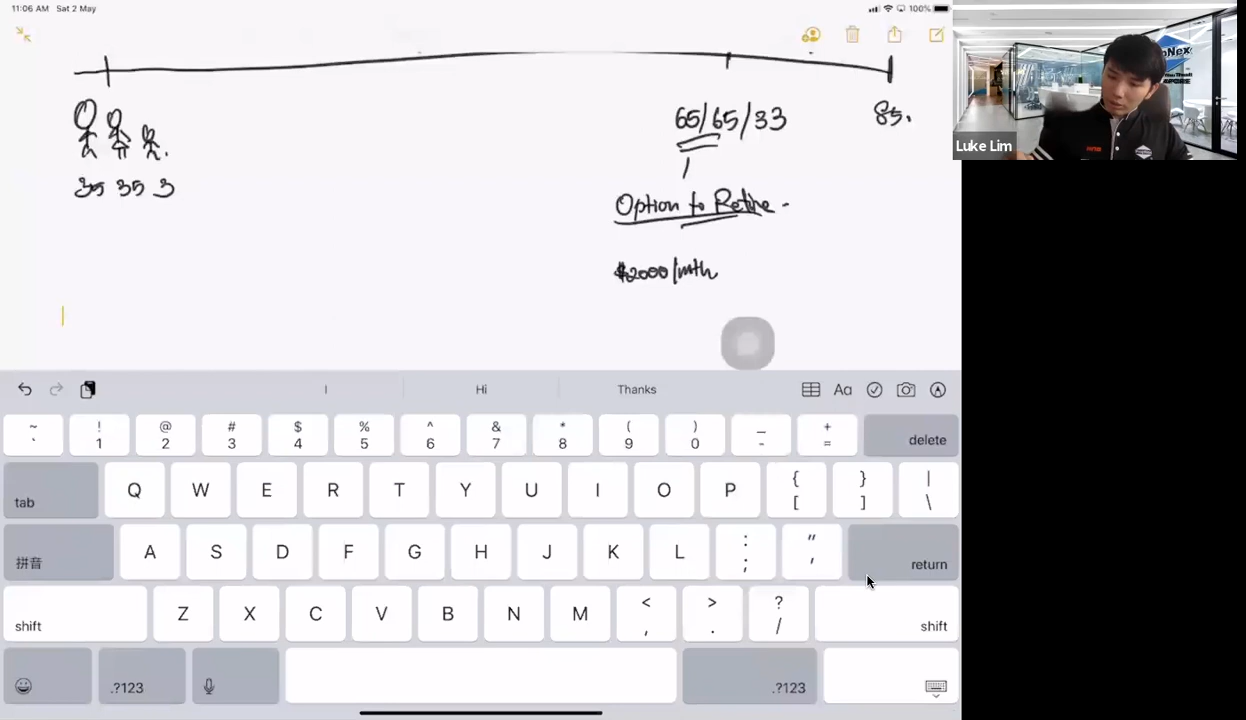 11:06 AM Sat 2 May
100%
65/65/33
85.
35 35 3
Option to Retire -
$2000/mth
Luke Lim
I Hi Thanks
Aa
~ ! @ # $ % ^ & * ( ) _ +
` 1 2 3 4 5 6 7 8 9 0 - = delete
tab Q W E R T Y U I O P { [ } ] | \
拼音 A S D F G H J K L : ; " ' return
shift Z X C V B N M < , > . ? / shift
.?123 .?123